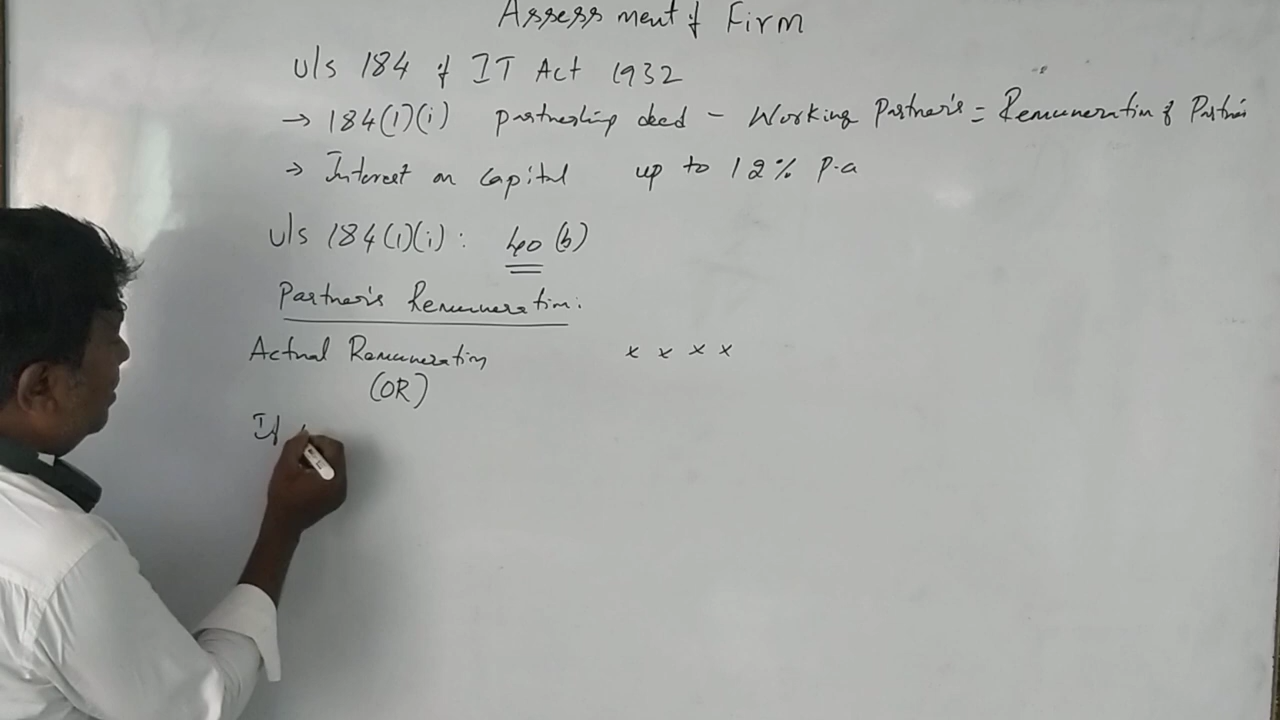 Assessment of Firm
U/s 184 of IT Act 1932
→ 184(1)(i) partnership deed – Working Partner's = Remuneration of Partner's
→ Interest on capital up to 12% p.a
U/s 184(1)(i): 40(b)
Partner's Remuneration:
Actual Remuneration x x x x
(OR)
If